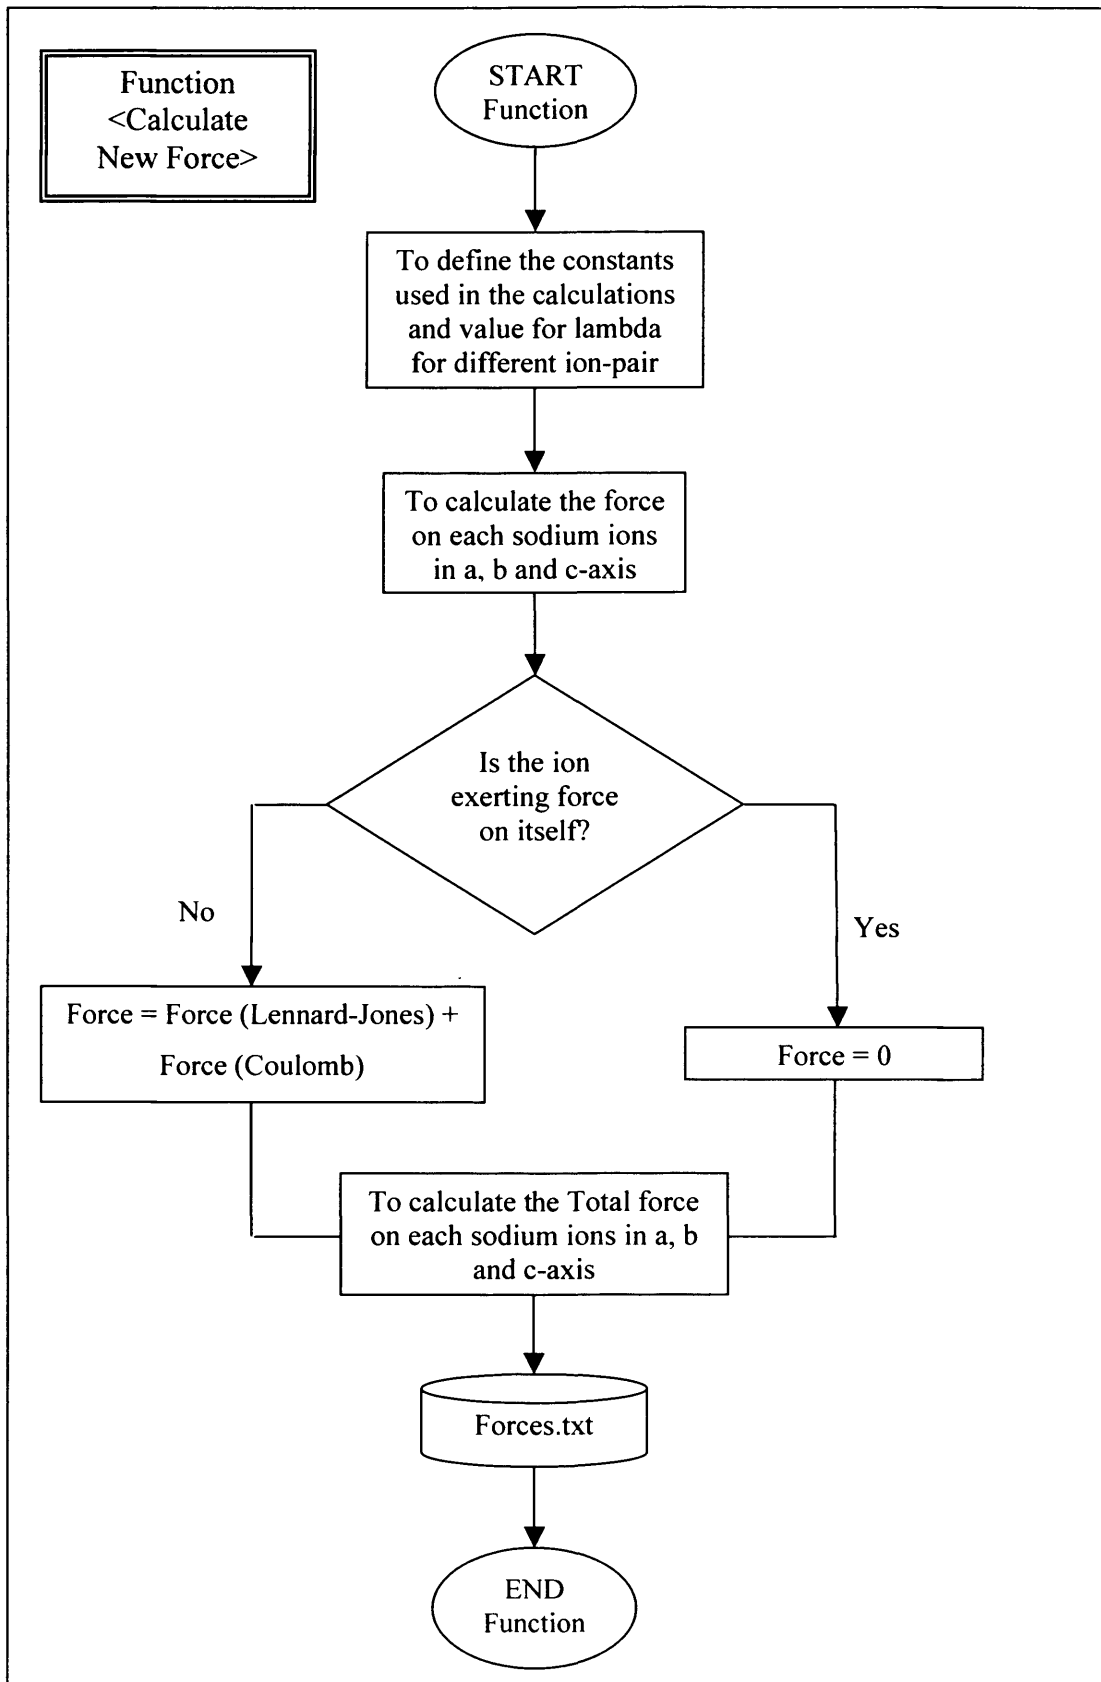 Function
<Calculate
New Force>
START
Function
To define the constants
used in the calculations
and value for lambda
for different ion-pair
To calculate the force
on each sodium ions
in a, b and c-axis
Is the ion
exerting force
on itself?
No
Yes
Force = Force (Lennard-Jones) +
Force (Coulomb)
Force = 0
To calculate the Total force
on each sodium ions in a, b
and c-axis
Forces.txt
END
Function